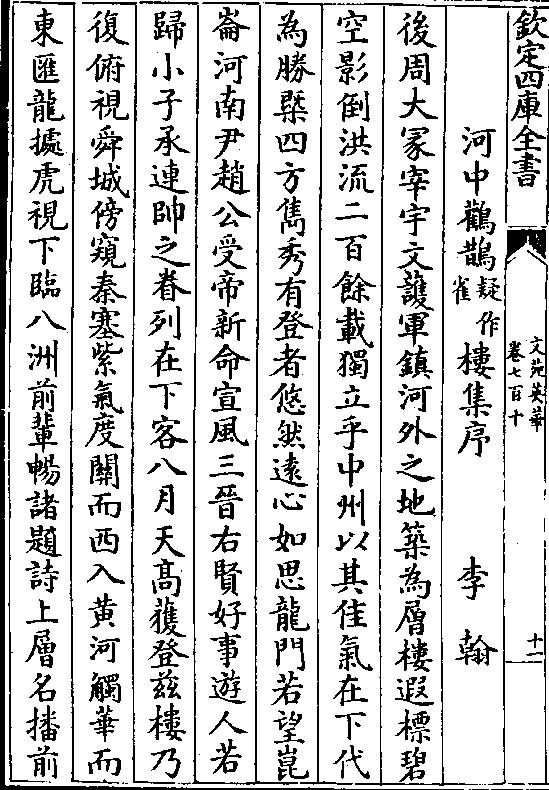 欽定四庫全書
文苑英華
卷七百十
十一
河中鸛鵲疑作雀樓集序 李翰
後周大冢宰宇文護軍鎮河外之地築為層樓遐標碧
空影倒洪流二百餘載獨立乎中州以其佳氣在下代
為勝槩四方雋秀有登者悠然遠心如思龍門若望崑
崙河南尹趙公受帝新命宣風三晉右賢好事遊人若
歸小子承連帥之眷列在下客八月天高獲登茲樓乃
復俯視舜城傍窺秦塞紫氣度關而西入黃河觸華而
東匯龍據虎視下臨八洲前輩暢諸題詩上層名播前